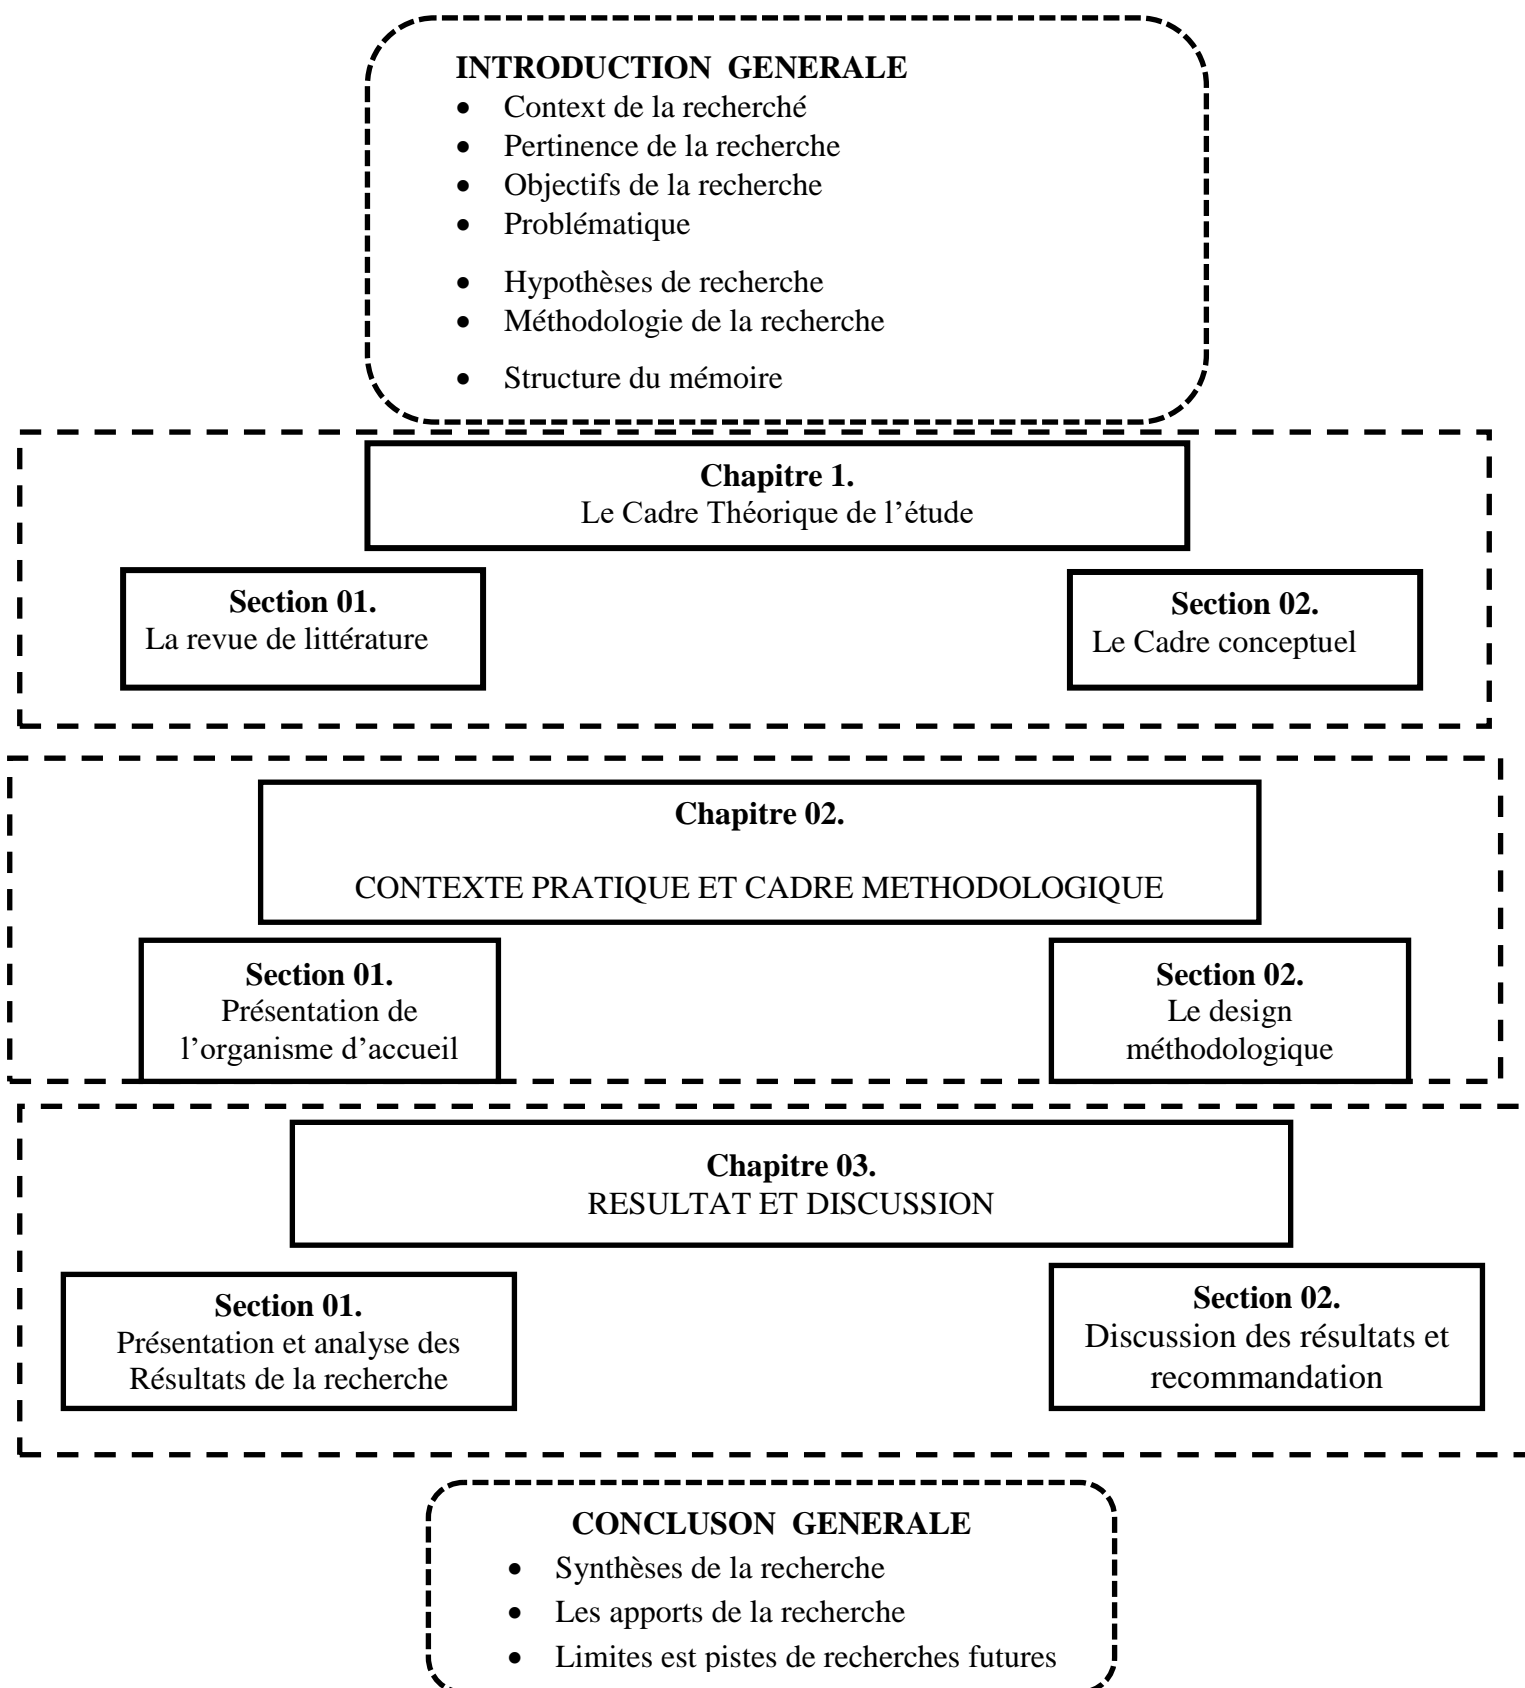 INTRODUCTION GENERALE
• Context de la recherché
• Pertinence de la recherche
• Objectifs de la recherche
• Problématique
• Hypothèses de recherche
• Méthodologie de la recherche
• Structure du mémoire
Chapitre 1.
Le Cadre Théorique de l’étude
Section 01.
La revue de littérature
Section 02.
Le Cadre conceptuel
Chapitre 02.
CONTEXTE PRATIQUE ET CADRE METHODOLOGIQUE
Section 01.
Présentation de
l’organisme d’accueil
Section 02.
Le design
méthodologique
Chapitre 03.
RESULTAT ET DISCUSSION
Section 01.
Présentation et analyse des
Résultats de la recherche
Section 02.
Discussion des résultats et
recommandation
CONCLUSON GENERALE
• Synthèses de la recherche
• Les apports de la recherche
• Limites est pistes de recherches futures